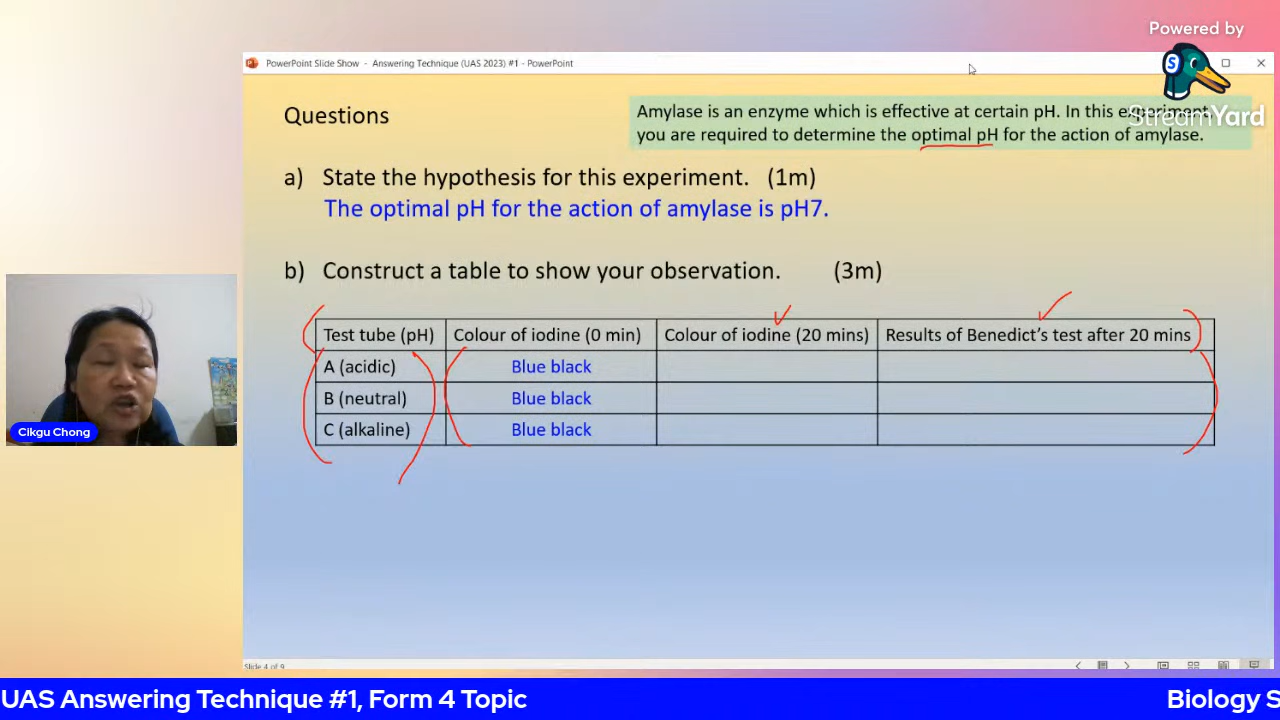 Powered by
StreamYard
PowerPoint Slide Show - Answering Technique (UAS 2023) #1 - PowerPoint
Questions
Amylase is an enzyme which is effective at certain pH. In this experiment,
you are required to determine the optimal pH for the action of amylase.
a) State the hypothesis for this experiment. (1m)
The optimal pH for the action of amylase is pH7.
b) Construct a table to show your observation. (3m)
Test tube (pH) Colour of iodine (0 min) Colour of iodine (20 mins) Results of Benedict's test after 20 mins
A (acidic) Blue black
B (neutral) Blue black
C (alkaline) Blue black
Cikgu Chong
Slide 4 of 9
UAS Answering Technique #1, Form 4 Topic
Biology S